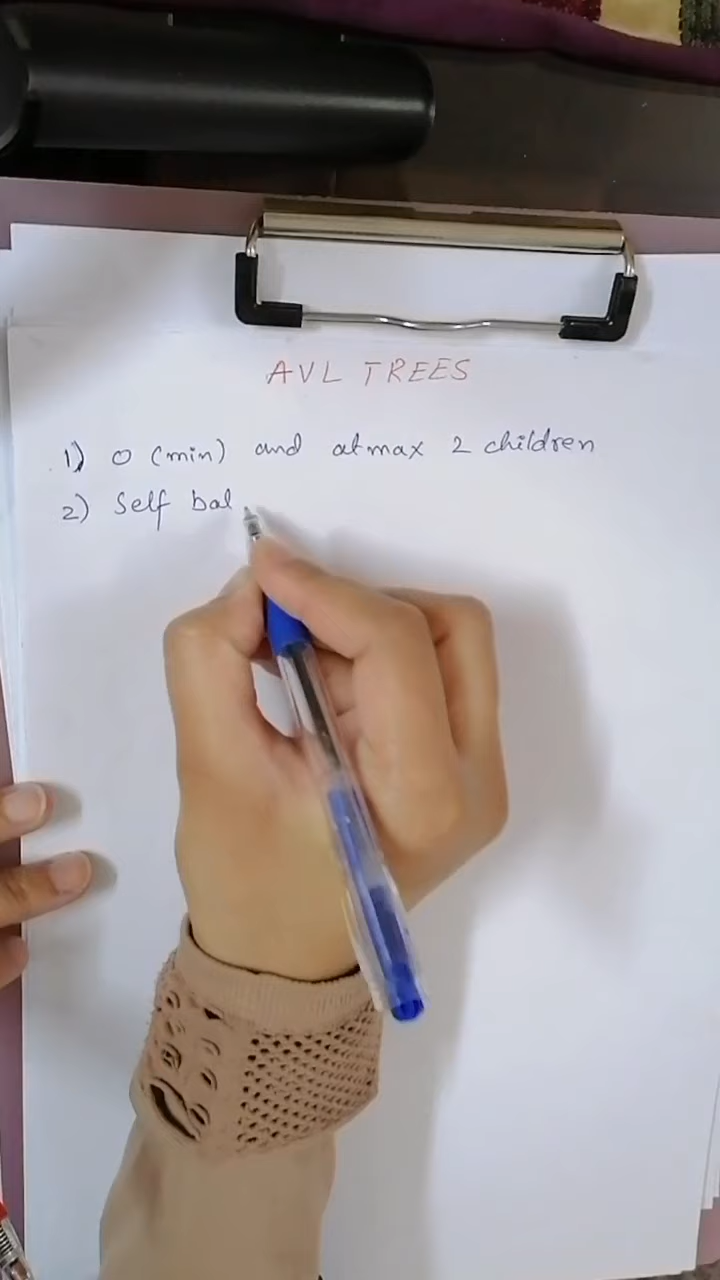 AVL TREES
1) 0 (min) and atmax 2 children
2) Self bal